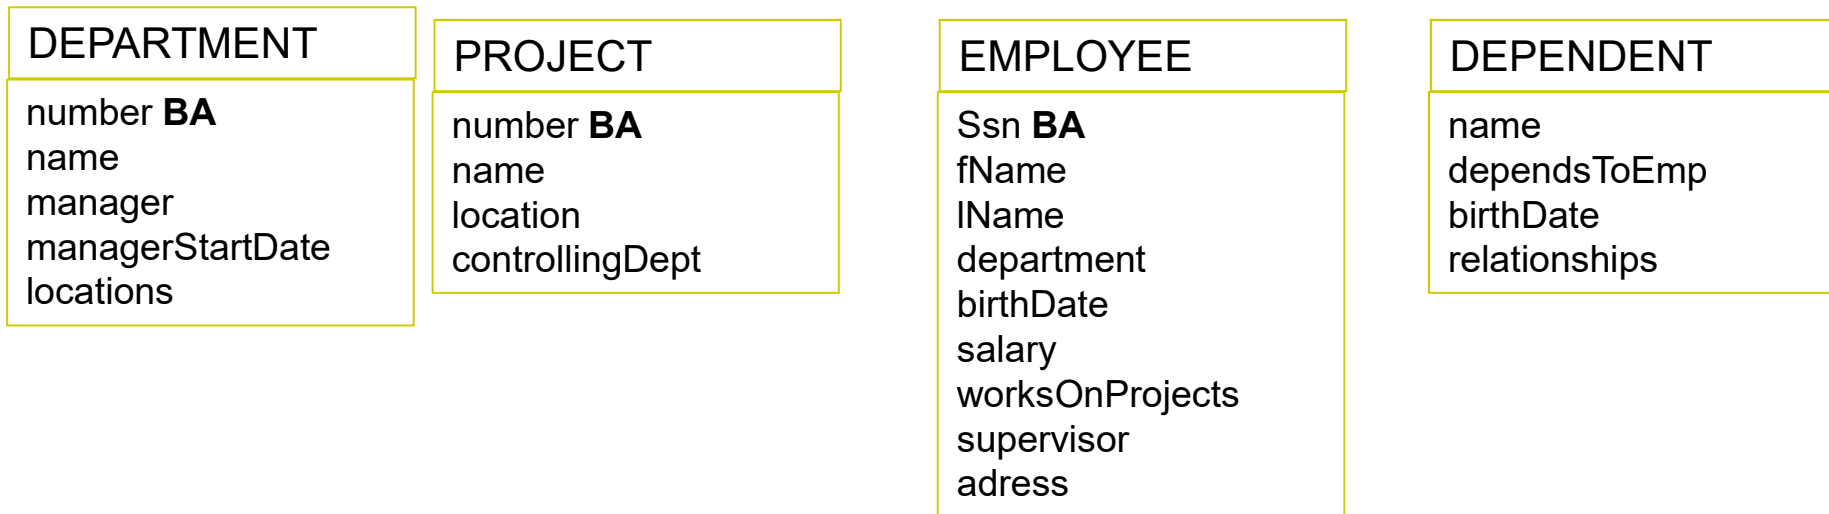 DEPARTMENT
number BA
name
manager
managerStartDate
locations
PROJECT
number BA
name
location
controllingDept
EMPLOYEE
Ssn BA
fName
lName
department
birthDate
salary
worksOnProjects
supervisor
adress
DEPENDENT
name
dependsToEmp
birthDate
relationships